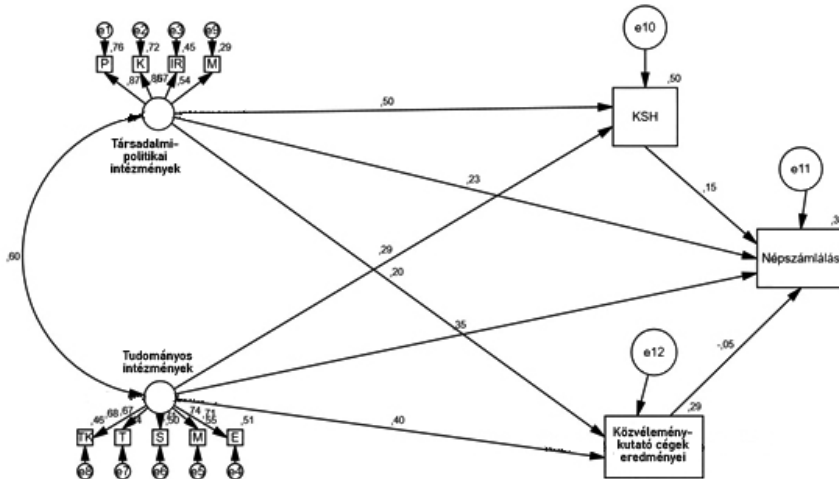 e1 e2 e3 e9
,76 ,72 ,45 ,29
P K IR M
,87 ,54
Társadalmi-
politikai
intézmények
e10
,50
KSH
,50
,23
,15
e11
Népszámlálás
,60
,29
,20
,35
-,05
e12
,29
Közvélemény-
kutató cégek
eredményei
,40
Tudományos
intézmények
,46 ,68 ,67 ,50 ,74 ,71 ,55 ,51
TK T S M E
e8 e7 e6 e5 e4